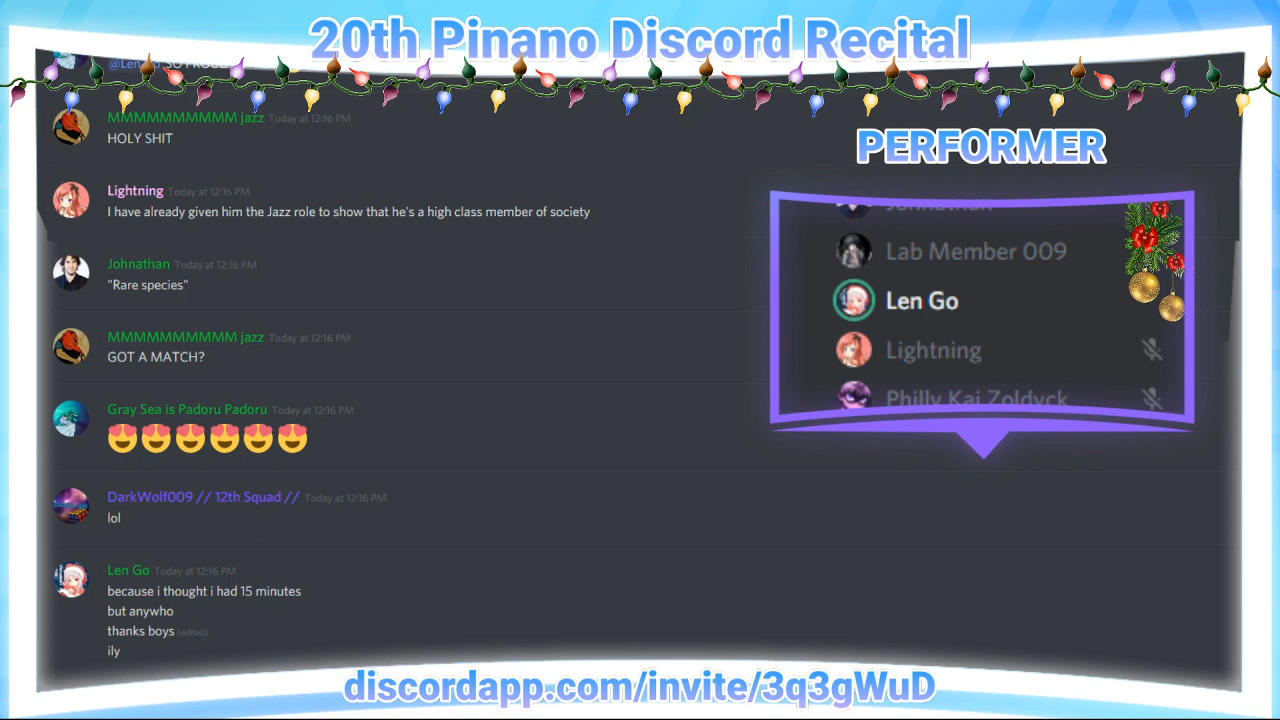 20th Pinano Discord Recital
MMMMMMMMMM jazz Today at 12:16 PM
HOLY SHIT
Lightning Today at 12:16 PM
I have already given him the Jazz role to show that he's a high class member of society
Johnathan Today at 12:16 PM
"Rare species"
MMMMMMMMMM jazz Today at 12:16 PM
GOT A MATCH?
Gray Sea is Padoru Padoru Today at 12:16 PM
DarkWolf009 // 12th Squad // Today at 12:16 PM
lol
Len Go Today at 12:16 PM
because i thought i had 15 minutes
but anywho
thanks boys (edited)
ily
PERFORMER
Johnathan
Lab Member 009
Len Go
Lightning
Philly Kai Zoldyck
discordapp.com/invite/3q3gWuD